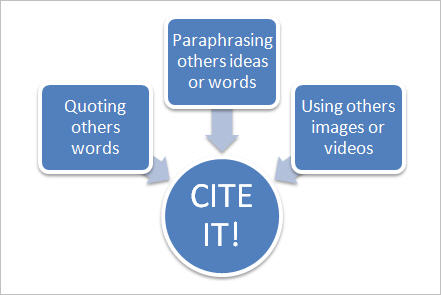 Paraphrasing
others ideas
or words
Quoting
others
words
Using others
images or
videos
CITE
IT!